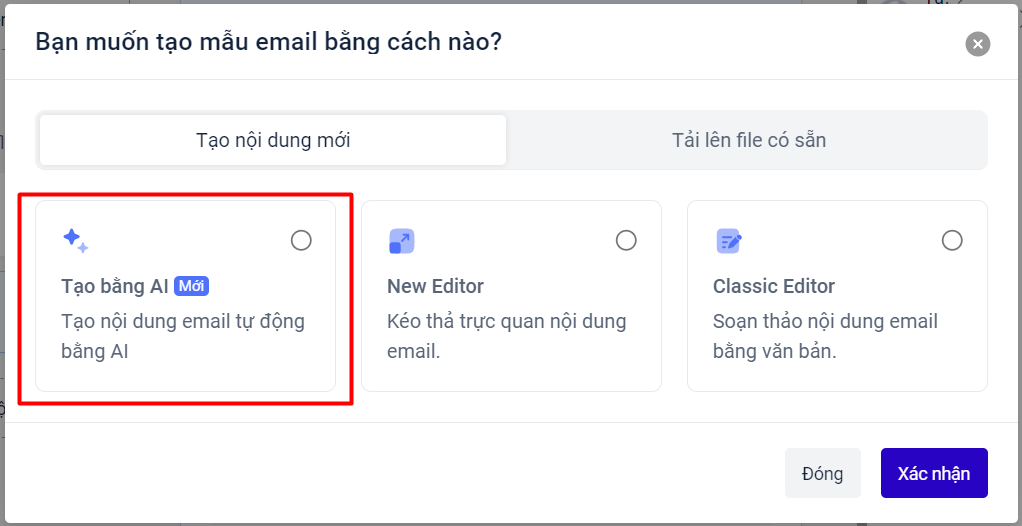 Bạn muốn tạo mẫu email bằng cách nào?
Tạo nội dung mới
Tải lên file có sẵn
Tạo bằng AI Mới
Tạo nội dung email tự động
bằng AI
New Editor
Kéo thả trực quan nội dung
email.
Classic Editor
Soạn thảo nội dung email
bằng văn bản.
Đóng
Xác nhận